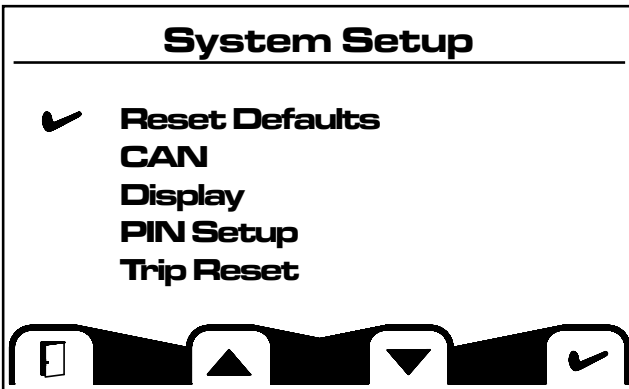 System Setup
Reset Defaults
CAN
Display
PIN Setup
Trip Reset